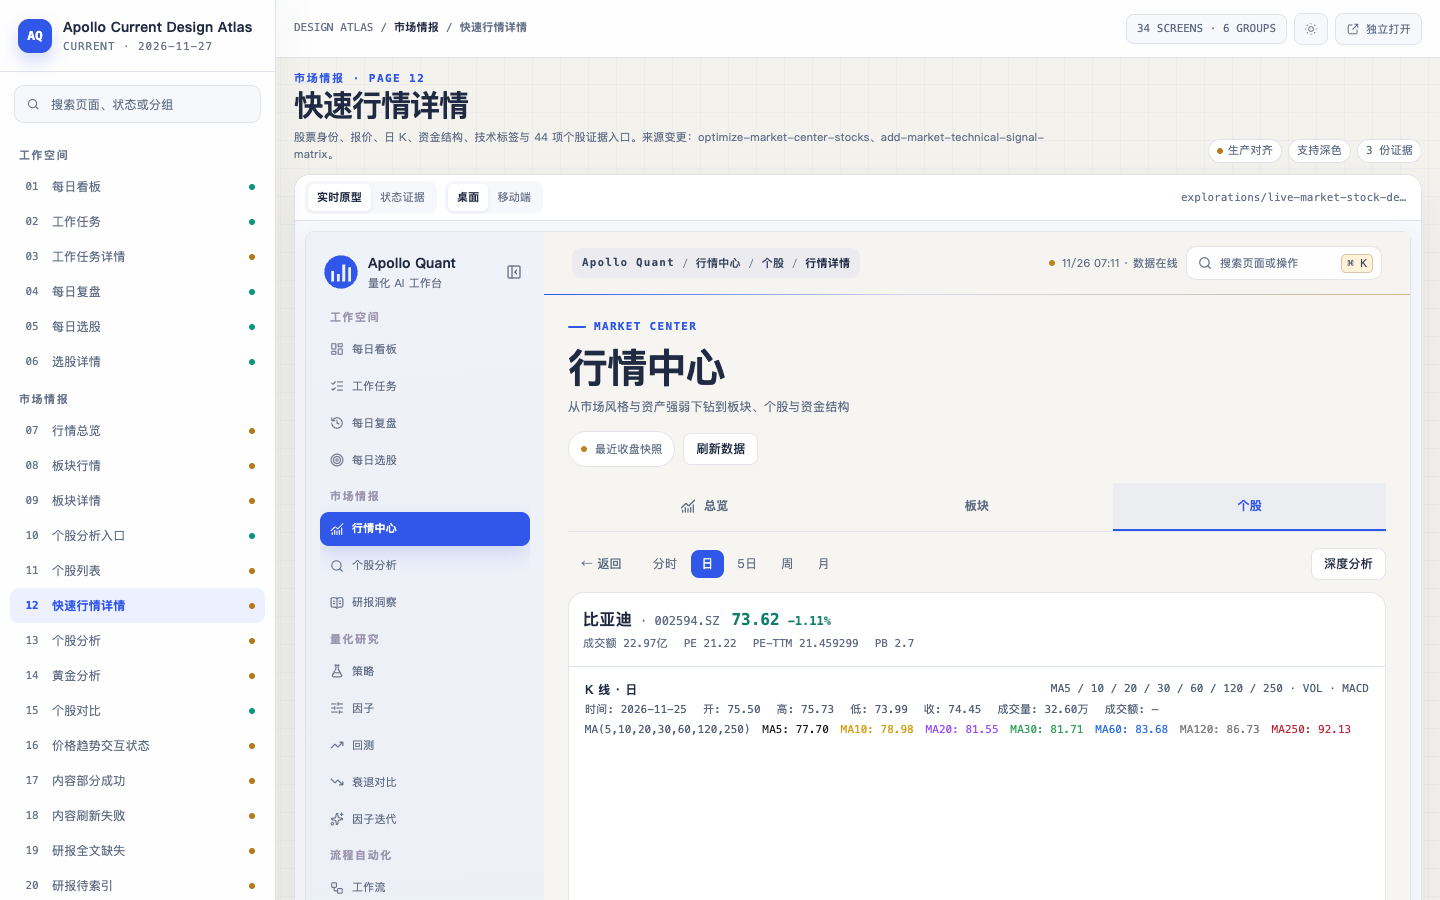 AQ
Apollo Current Design Atlas
CURRENT · 2026-11-27
搜索页面、状态或分组
工作空间
01 每日看板
02 工作任务
03 工作任务详情
04 每日复盘
05 每日选股
06 选股详情
市场情报
07 行情总览
08 板块行情
09 板块详情
10 个股分析入口
11 个股列表
12 快速行情详情
13 个股分析
14 黄金分析
15 个股对比
16 价格趋势交互状态
17 内容部分成功
18 内容刷新失败
19 研报全文缺失
20 研报待索引
DESIGN ATLAS / 市场情报 / 快速行情详情
34 SCREENS · 6 GROUPS
独立打开
市场情报 · PAGE 12
快速行情详情
股票身份、报价、日 K、资金结构、技术标签与 44 项个股证据入口。来源变更：optimize-market-center-stocks、add-market-technical-signal-
matrix。
生产对齐
支持深色
3 份证据
实时原型 状态证据 桌面 移动端
explorations/live-market-stock-de…
Apollo Quant
量化 AI 工作台
工作空间
每日看板
工作任务
每日复盘
每日选股
市场情报
行情中心
个股分析
研报洞察
量化研究
策略
因子
回测
衰退对比
因子迭代
流程自动化
工作流
Apollo Quant / 行情中心 / 个股 / 行情详情
11/26 07:11 · 数据在线
搜索页面或操作
⌘ K
MARKET CENTER
行情中心
从市场风格与资产强弱下钻到板块、个股与资金结构
最近收盘快照
刷新数据
总览 板块 个股
← 返回 分时 日 5日 周 月
深度分析
比亚迪 · 002594.SZ 73.62 -1.11%
成交额 22.97亿 PE 21.22 PE-TTM 21.459299 PB 2.7
K 线 · 日
MA5 / 10 / 20 / 30 / 60 / 120 / 250 · VOL · MACD
时间: 2026-11-25 开: 75.50 高: 75.73 低: 73.99 收: 74.45 成交量: 32.60万 成交额: —
MA(5,10,20,30,60,120,250) MA5: 77.70 MA10: 78.98 MA20: 81.55 MA30: 81.71 MA60: 83.68 MA120: 86.73 MA250: 92.13